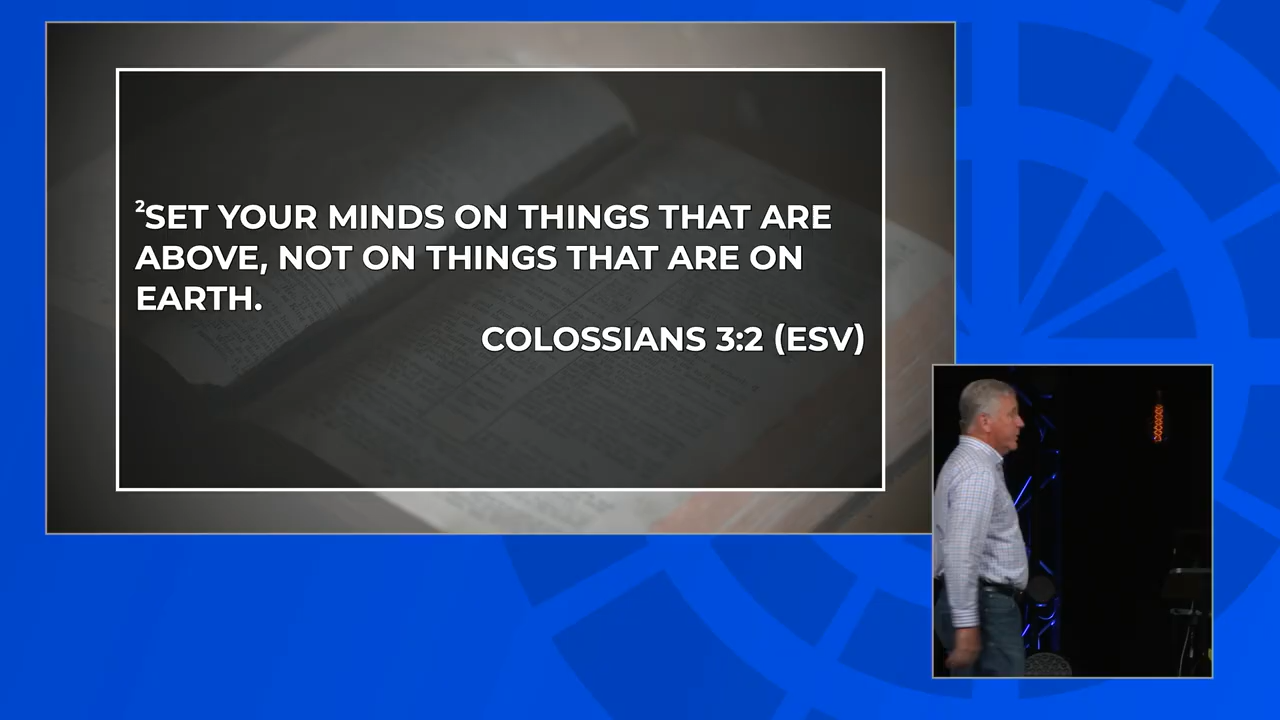 ²SET YOUR MINDS ON THINGS THAT ARE
ABOVE, NOT ON THINGS THAT ARE ON
EARTH.
COLOSSIANS 3:2 (ESV)